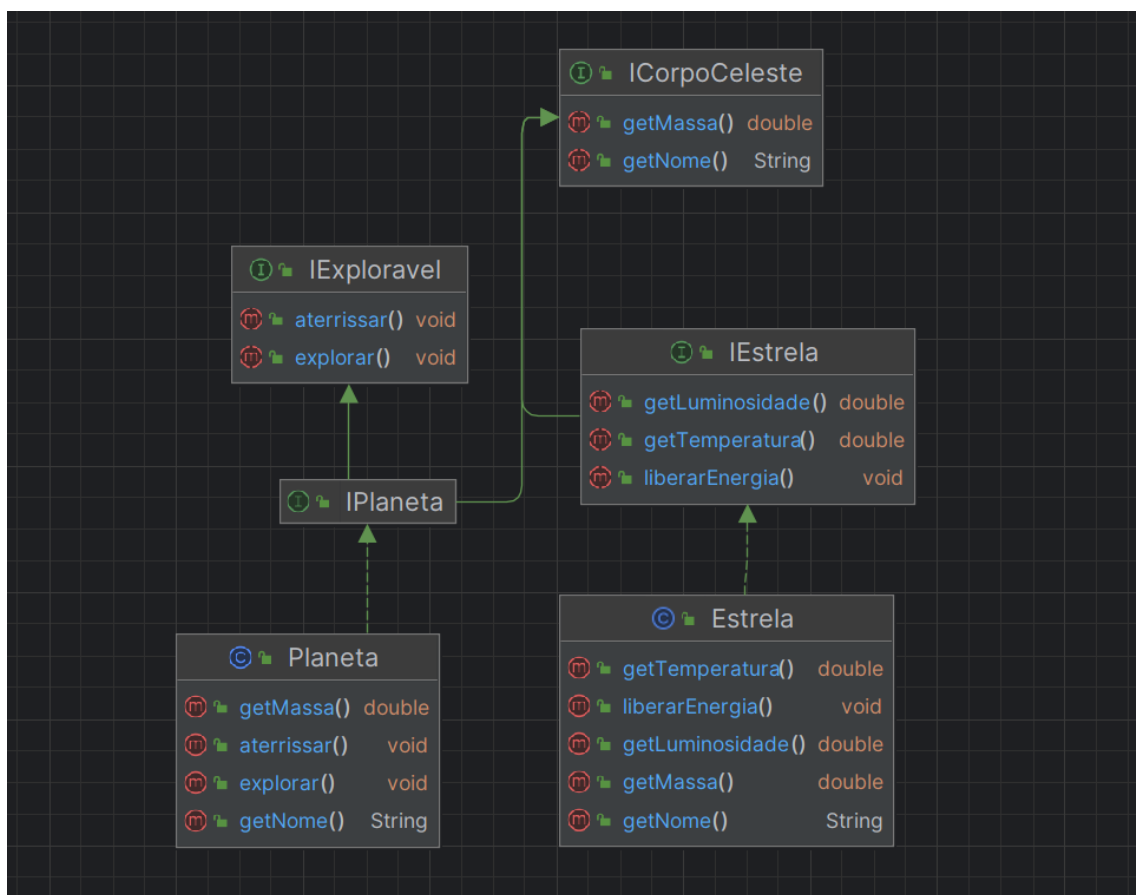 ICorpoCeleste
getMassa() double
getNome() String
IExploravel
aterrissar() void
explorar() void
IEstrela
getLuminosidade() double
getTemperatura() double
liberarEnergia() void
IPlaneta
Planeta
getMassa() double
aterrissar() void
explorar() void
getNome() String
Estrela
getTemperatura() double
liberarEnergia() void
getLuminosidade() double
getMassa() double
getNome() String